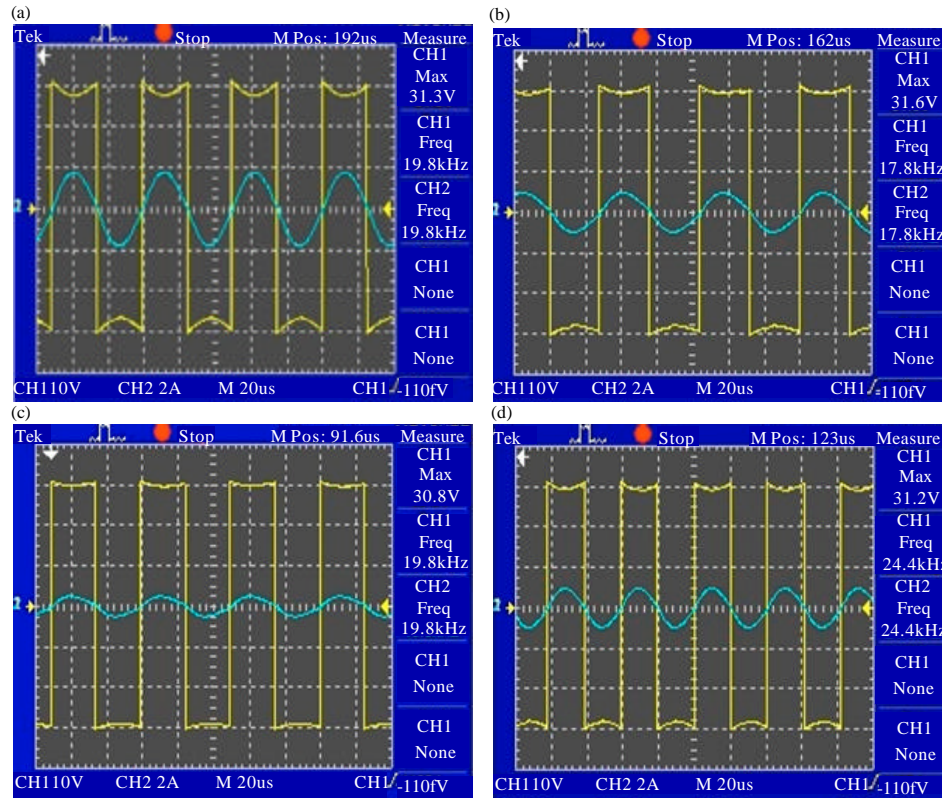 (a)
Tek Stop M Pos: 192us Measure
CH1
Max
31.3V
CH1
Freq
19.8kHz
CH2
Freq
19.8kHz
CH1
None
CH1
None
CH110V CH2 2A M 20us CH1 -110fV
(b)
Tek Stop M Pos: 162us Measure
CH1
Max
31.6V
CH1
Freq
17.8kHz
CH2
Freq
17.8kHz
CH1
None
CH1
None
CH110V CH2 2A M 20us CH1 -110fV
(c)
Tek Stop M Pos: 91.6us Measure
CH1
Max
30.8V
CH1
Freq
19.8kHz
CH2
Freq
19.8kHz
CH1
None
CH1
None
CH110V CH2 2A M 20us CH1 -110fV
(d)
Tek Stop M Pos: 123us Measure
CH1
Max
31.2V
CH1
Freq
24.4kHz
CH2
Freq
24.4kHz
CH1
None
CH1
None
CH110V CH2 2A M 20us CH1 -110fV